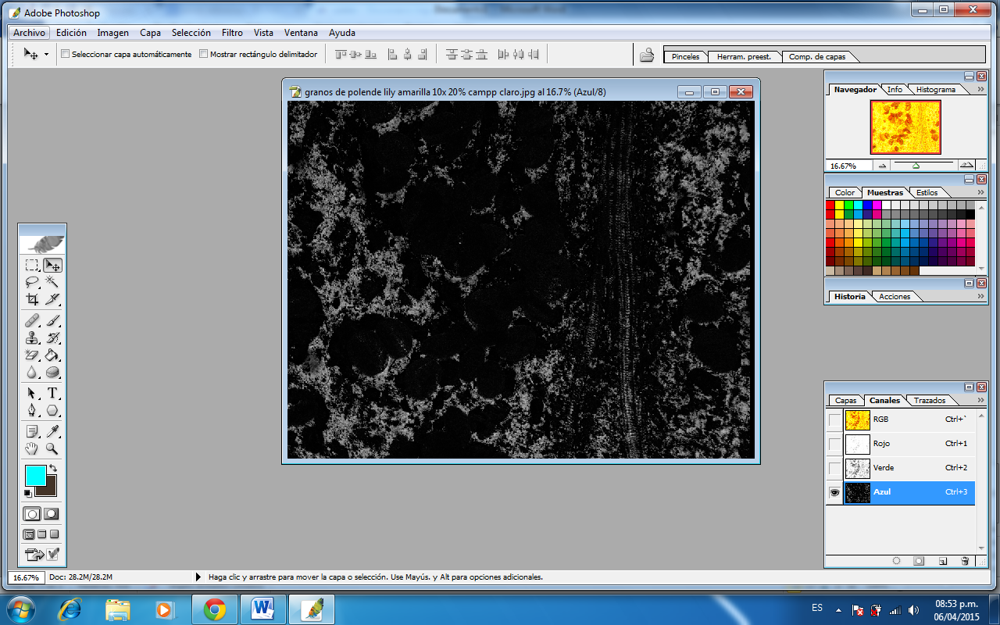 Adobe Photoshop
Archivo Edición Imagen Capa Selección Filtro Vista Ventana Ayuda
Seleccionar capa automáticamente Mostrar rectángulo delimitador
Pinceles Herram. preest. Comp. de capas
granos de polende lily amarilla 10x 20% campp claro.jpg al 16.7% (Azul/8)
Navegador Info Histograma
16.67%
Color Muestras Estilos
Historia Acciones
Capas Canales Trazados
RGB Ctrl+`
Rojo Ctrl+1
Verde Ctrl+2
Azul Ctrl+3
16.67% Doc: 28.2M/28.2M Haga clic y arrastre para mover la capa o selección. Use Mayús. y Alt para opciones adicionales.
ES
08:53 p.m.
06/04/2015